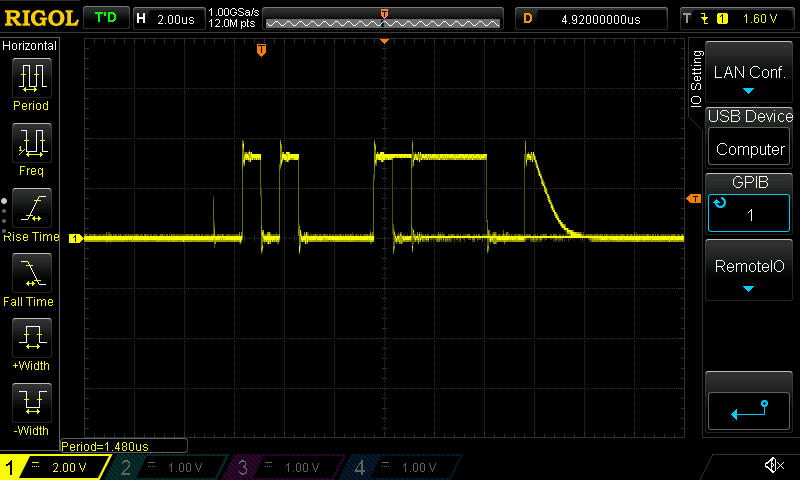 RIGOL T'D H 2.00us 1.00GSa/s 12.0M pts T D 4.92000000us T 1 1.60 V
Horizontal
Period
Freq
Rise Time
Fall Time
+Width
-Width
T
1
T
Period=1.480us
IO Setting
LAN Conf.
USB Device
Computer
GPIB
1
RemoteIO
1 2.00 V 2 1.00 V 3 1.00 V 4 1.00 V